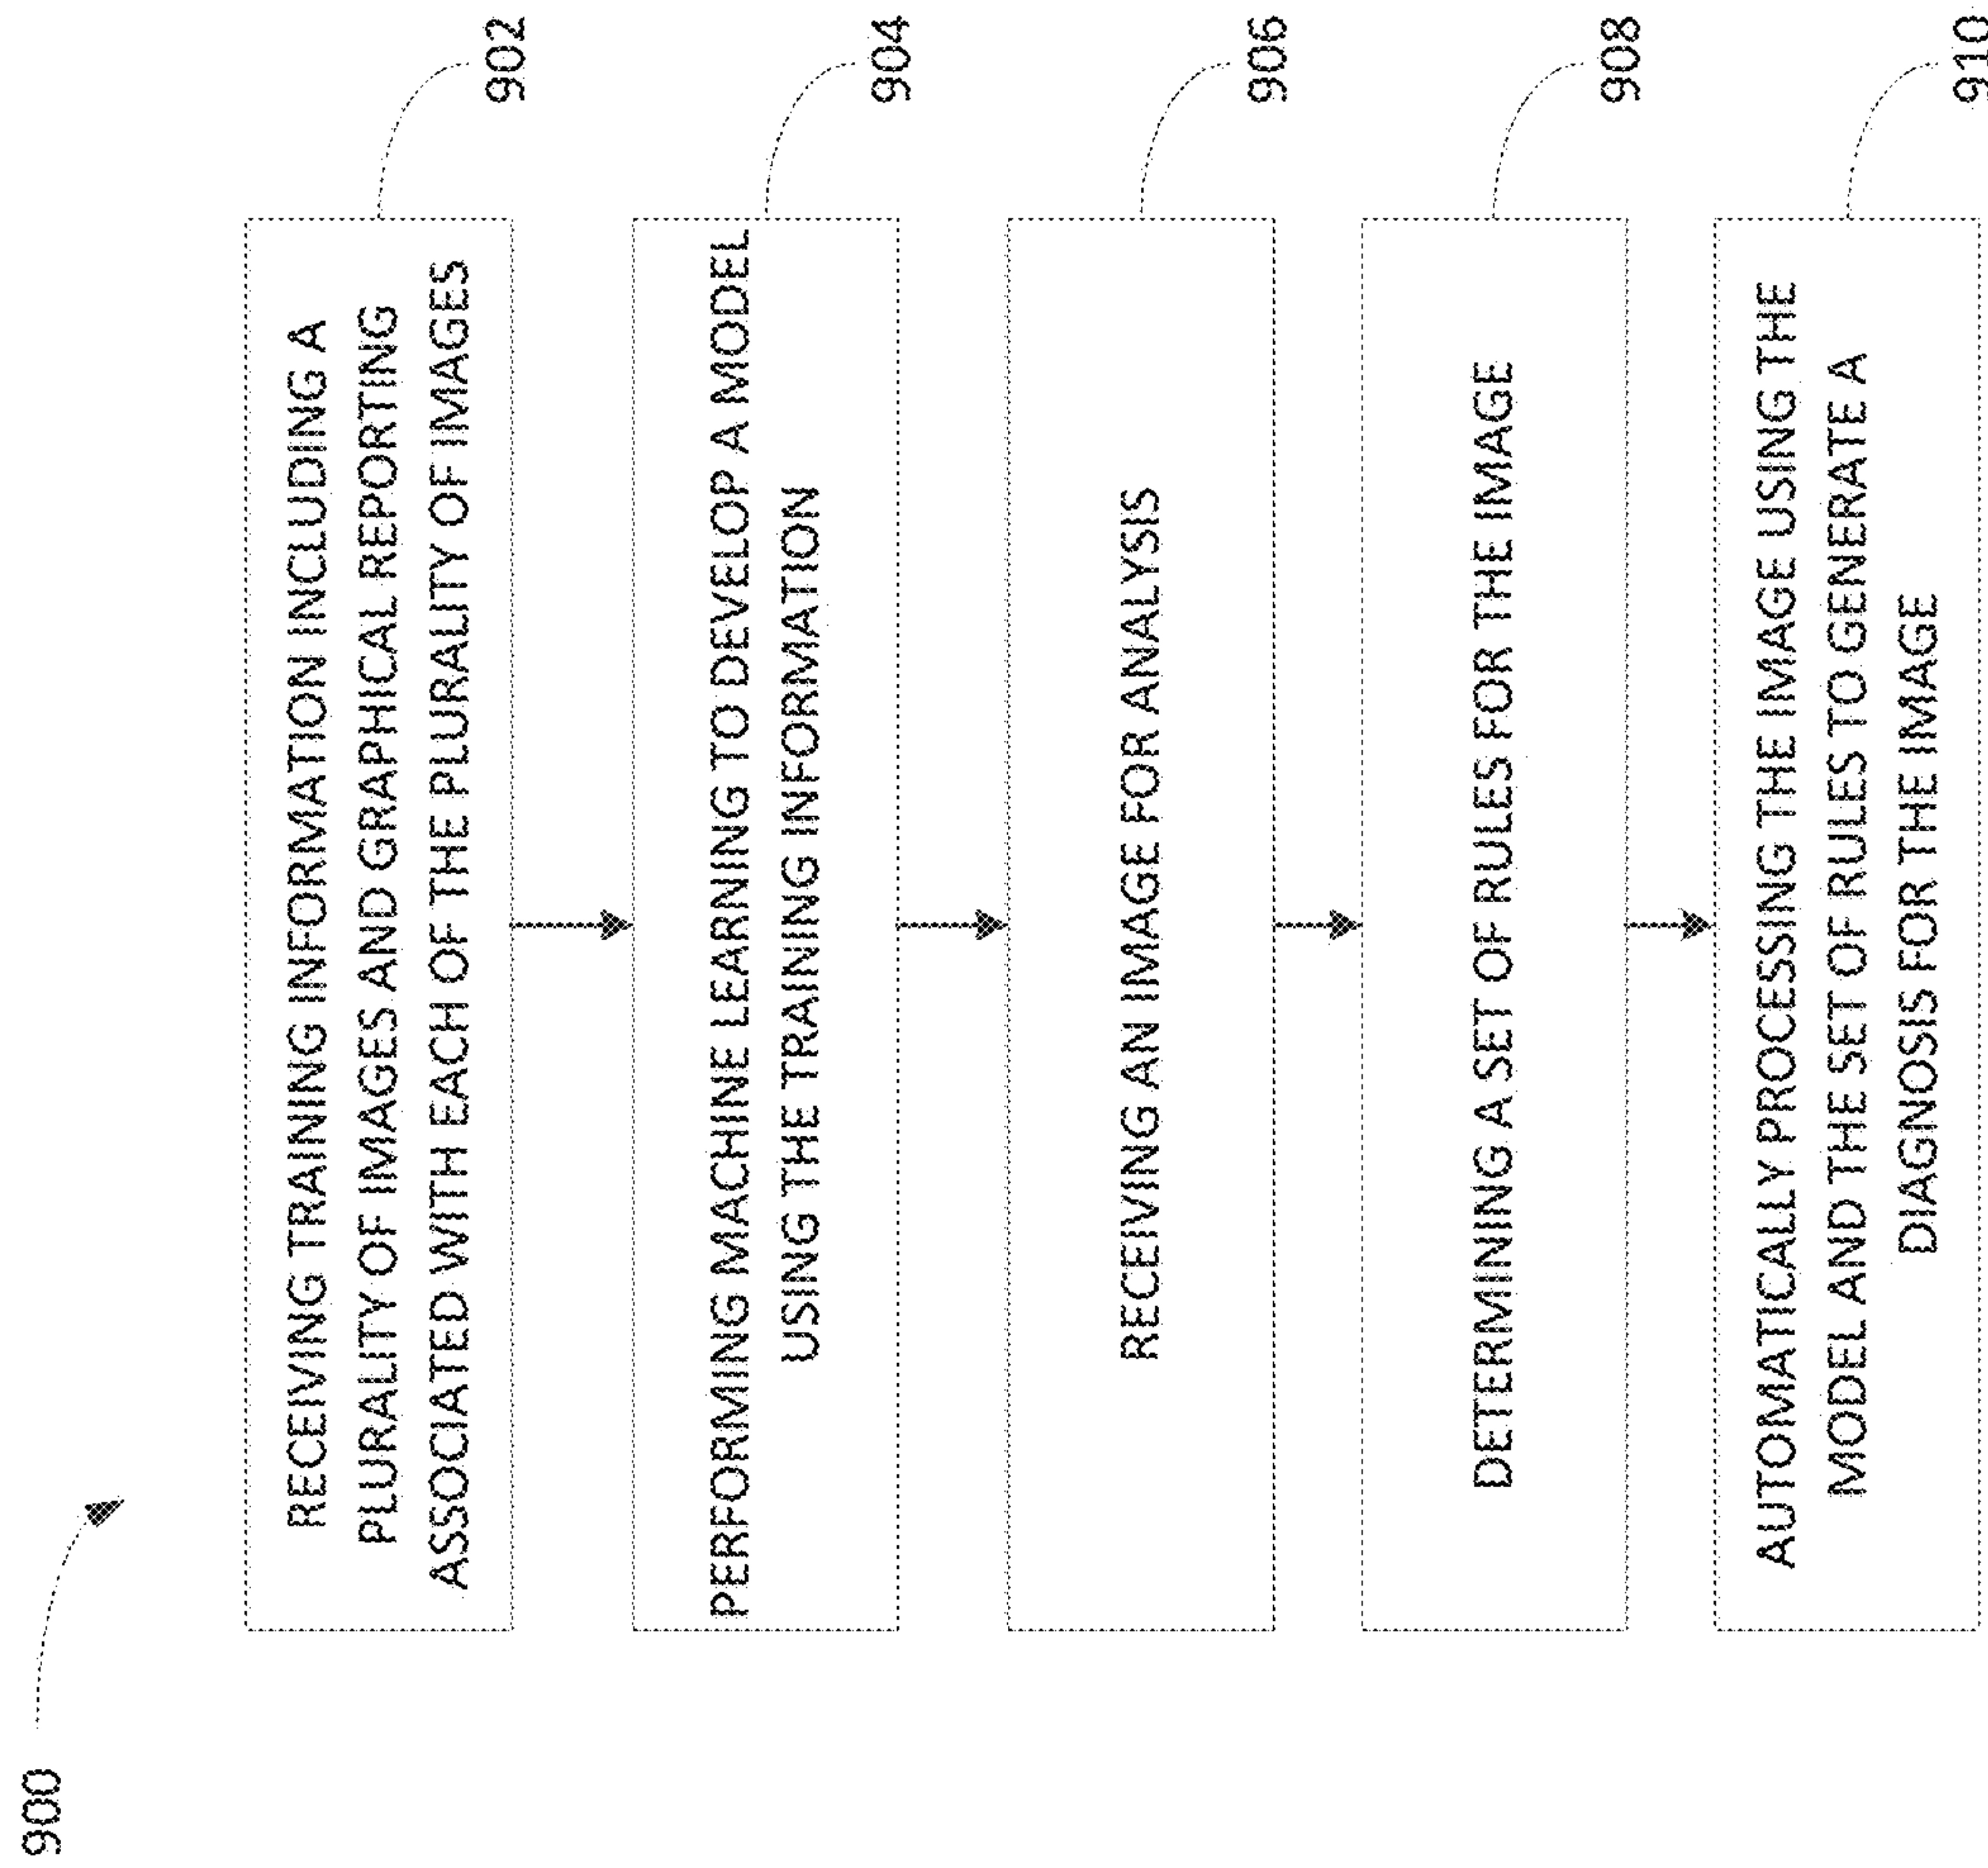 900
RECEIVING TRAINING INFORMATION INCLUDING A
PLURALITY OF IMAGES AND GRAPHICAL REPORTING
ASSOCIATED WITH EACH OF THE PLURALITY OF IMAGES
902
PERFORMING MACHINE LEARNING TO DEVELOP A MODEL
USING THE TRAINING INFORMATION
904
RECEIVING AN IMAGE FOR ANALYSIS
906
DETERMINING A SET OF RULES FOR THE IMAGE
908
AUTOMATICALLY PROCESSING THE IMAGE USING THE
MODEL AND THE SET OF RULES TO GENERATE A
DIAGNOSIS FOR THE IMAGE
910